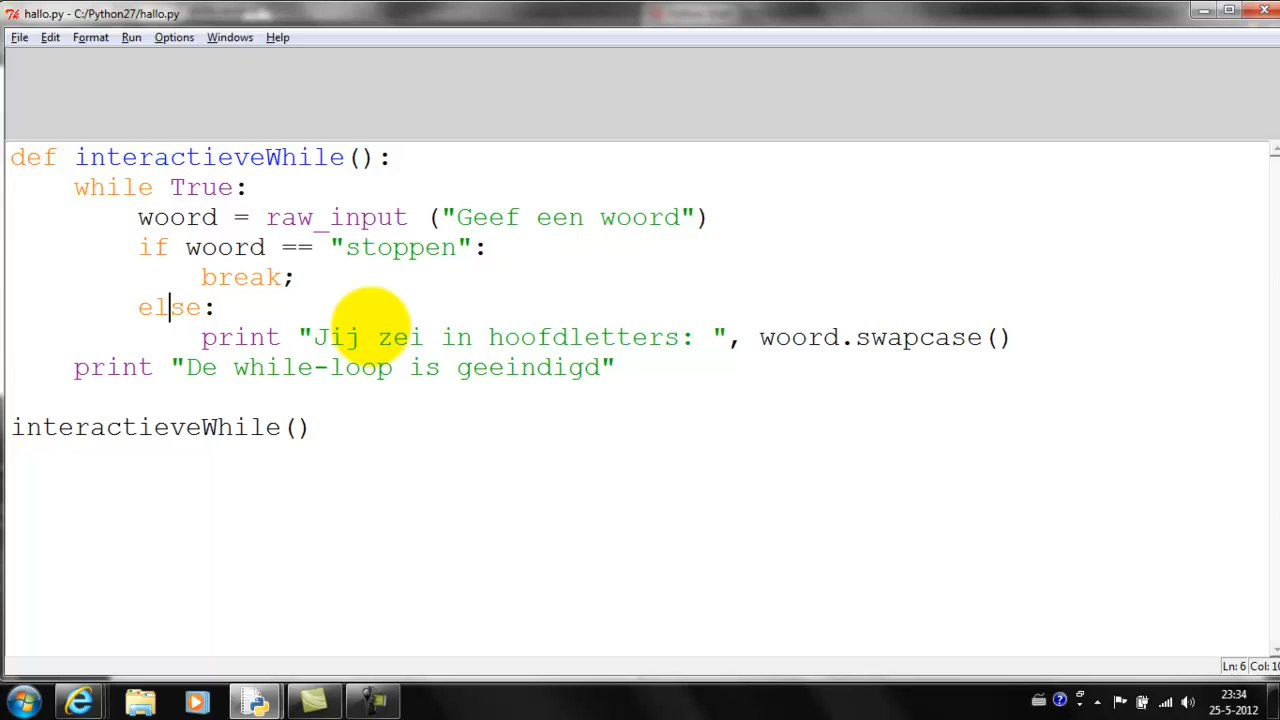 hallo.py - C:/Python27/hallo.py
File Edit Format Run Options Windows Help
def interactieveWhile():
    while True:
        woord = raw_input ("Geef een woord")
        if woord == "stoppen":
            break;
        else:
            print "Jij zei in hoofdletters: ", woord.swapcase()
    print "De while-loop is geeindigd"
interactieveWhile()
Ln: 6 Col: 10
23:34
25-5-2012